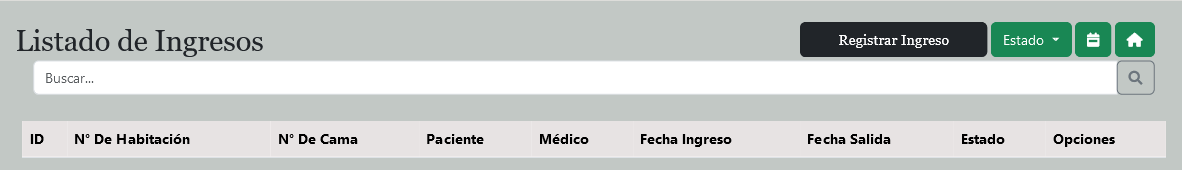 Listado de Ingresos
Registrar Ingreso
Estado
Buscar...
ID N° De Habitación N° De Cama Paciente Médico Fecha Ingreso Fecha Salida Estado Opciones